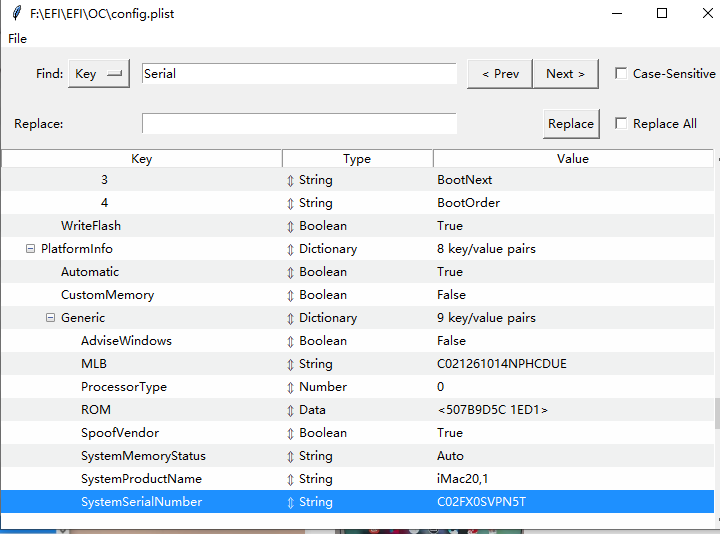 F:\EFI\EFI\OC\config.plist
File
Find: Key Serial < Prev Next > Case-Sensitive
Replace: Replace Replace All
Key Type Value
3 String BootNext
4 String BootOrder
WriteFlash Boolean True
PlatformInfo Dictionary 8 key/value pairs
Automatic Boolean True
CustomMemory Boolean False
Generic Dictionary 9 key/value pairs
AdviseWindows Boolean False
MLB String C021261014NPHCDUE
ProcessorType Number 0
ROM Data <507B9D5C 1ED1>
SpoofVendor Boolean True
SystemMemoryStatus String Auto
SystemProductName String iMac20,1
SystemSerialNumber String C02FX0SVPN5T